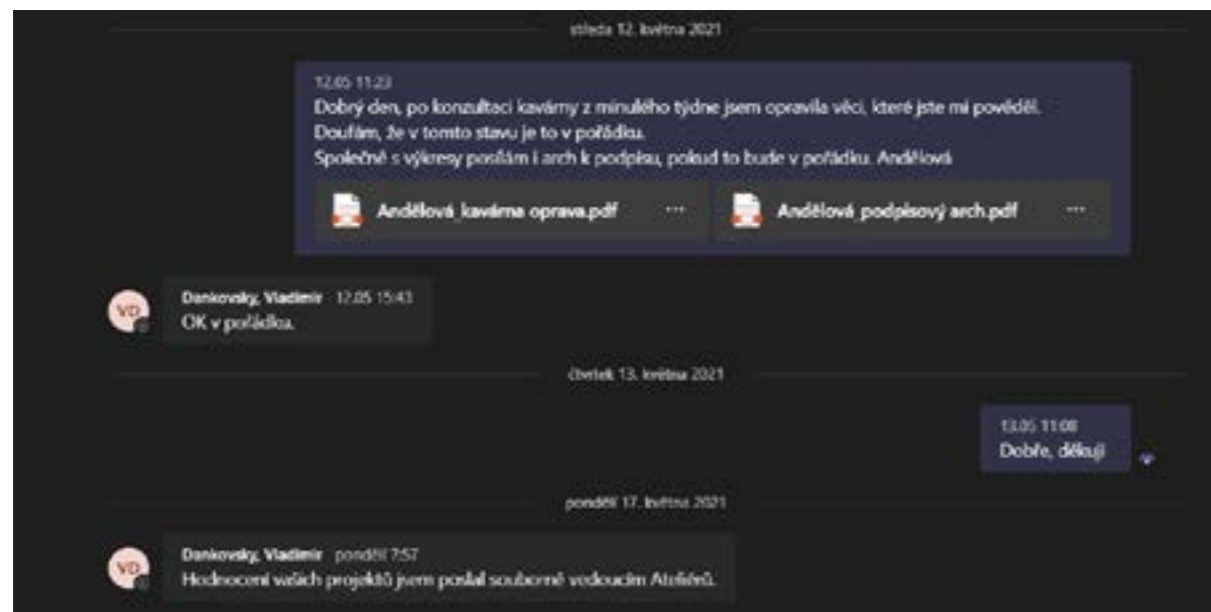 středa 12. května 2021
12.05 11:23
Dobrý den, po konzultaci kavárny z minulého týdne jsem opravila věci, které jste mi pověděl.
Doufám, že v tomto stavu je to v pořádku.
Společně s výkresy posílám i arch k podpisu, pokud to bude v pořádku. Andělová
Andělová_kavárna oprava.pdf ...
Andělová_podpisový arch.pdf ...
VD
Dankovsky, Vladimir 12.05 15:43
OK v pořádku.
čtvrtek 13. května 2021
13.05 11:08
Dobře, děkuji
pondělí 17. května 2021
VD
Dankovsky, Vladimir pondělí 7:57
Hodnocení vašich projektů jsem poslal souborně vedoucím Ateliérů.